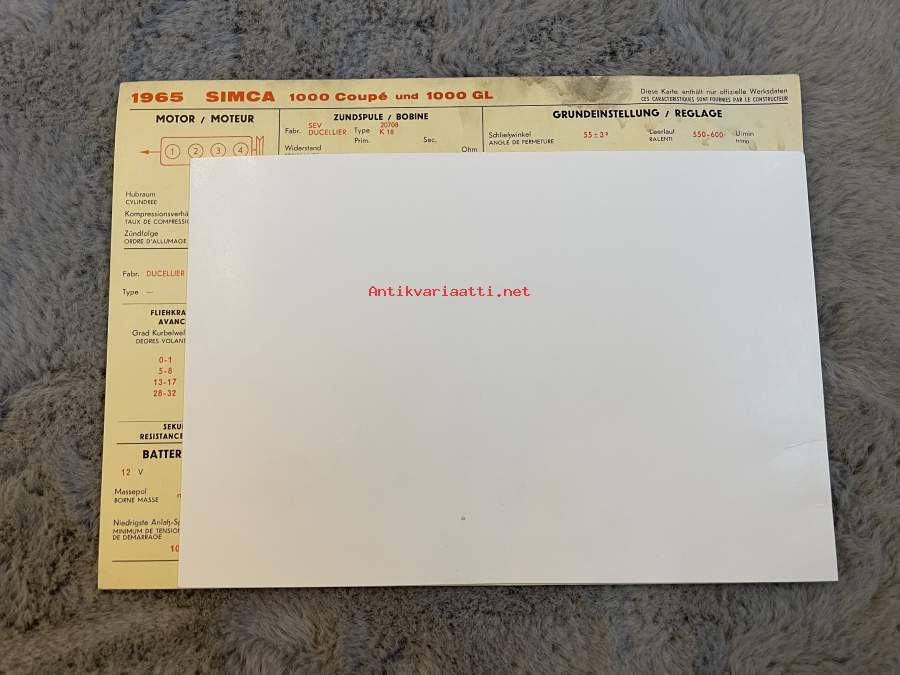 1965 SIMCA 1000 Coupé und 1000 GL
Diese Karte enthält nur offizielle Werksdaten
CES CARACTERISTIQUES SONT FOURNIES PAR LE CONSTRUCTEUR
MOTOR / MOTEUR
1 2 3 4
Hubraum
CYLINDREE
Kompressionsverhä
TAUX DE COMPRESSIO
Zündfolge
ORDRE D'ALLUMAGE
Fabr. DUCELLIER
Type —
FLIEHKRA
AVANC
Grad Kurbelwel
DEGRES VOLANT
0-1
5-8
13-17
28-32
SEKU
RESISTANCE
BATTER
12 V
Massepol
BORNE MASSE
Niedrigste Anlaß-Sp
MINIMUM DE TENSION
DE DEMARRAGE
10
ZÜNDSPULE / BOBINE
Fabr. SEV Type 20708
DUCELLIER K 18
Prim. Sec.
Widerstand Ohm
GRUNDEINSTELLUNG / REGLAGE
Schließwinkel 55±3° Leerlauf 550-600 U/min
ANGLE DE FERMETURE RALENTI tr/mn
Antikvariaatti.net